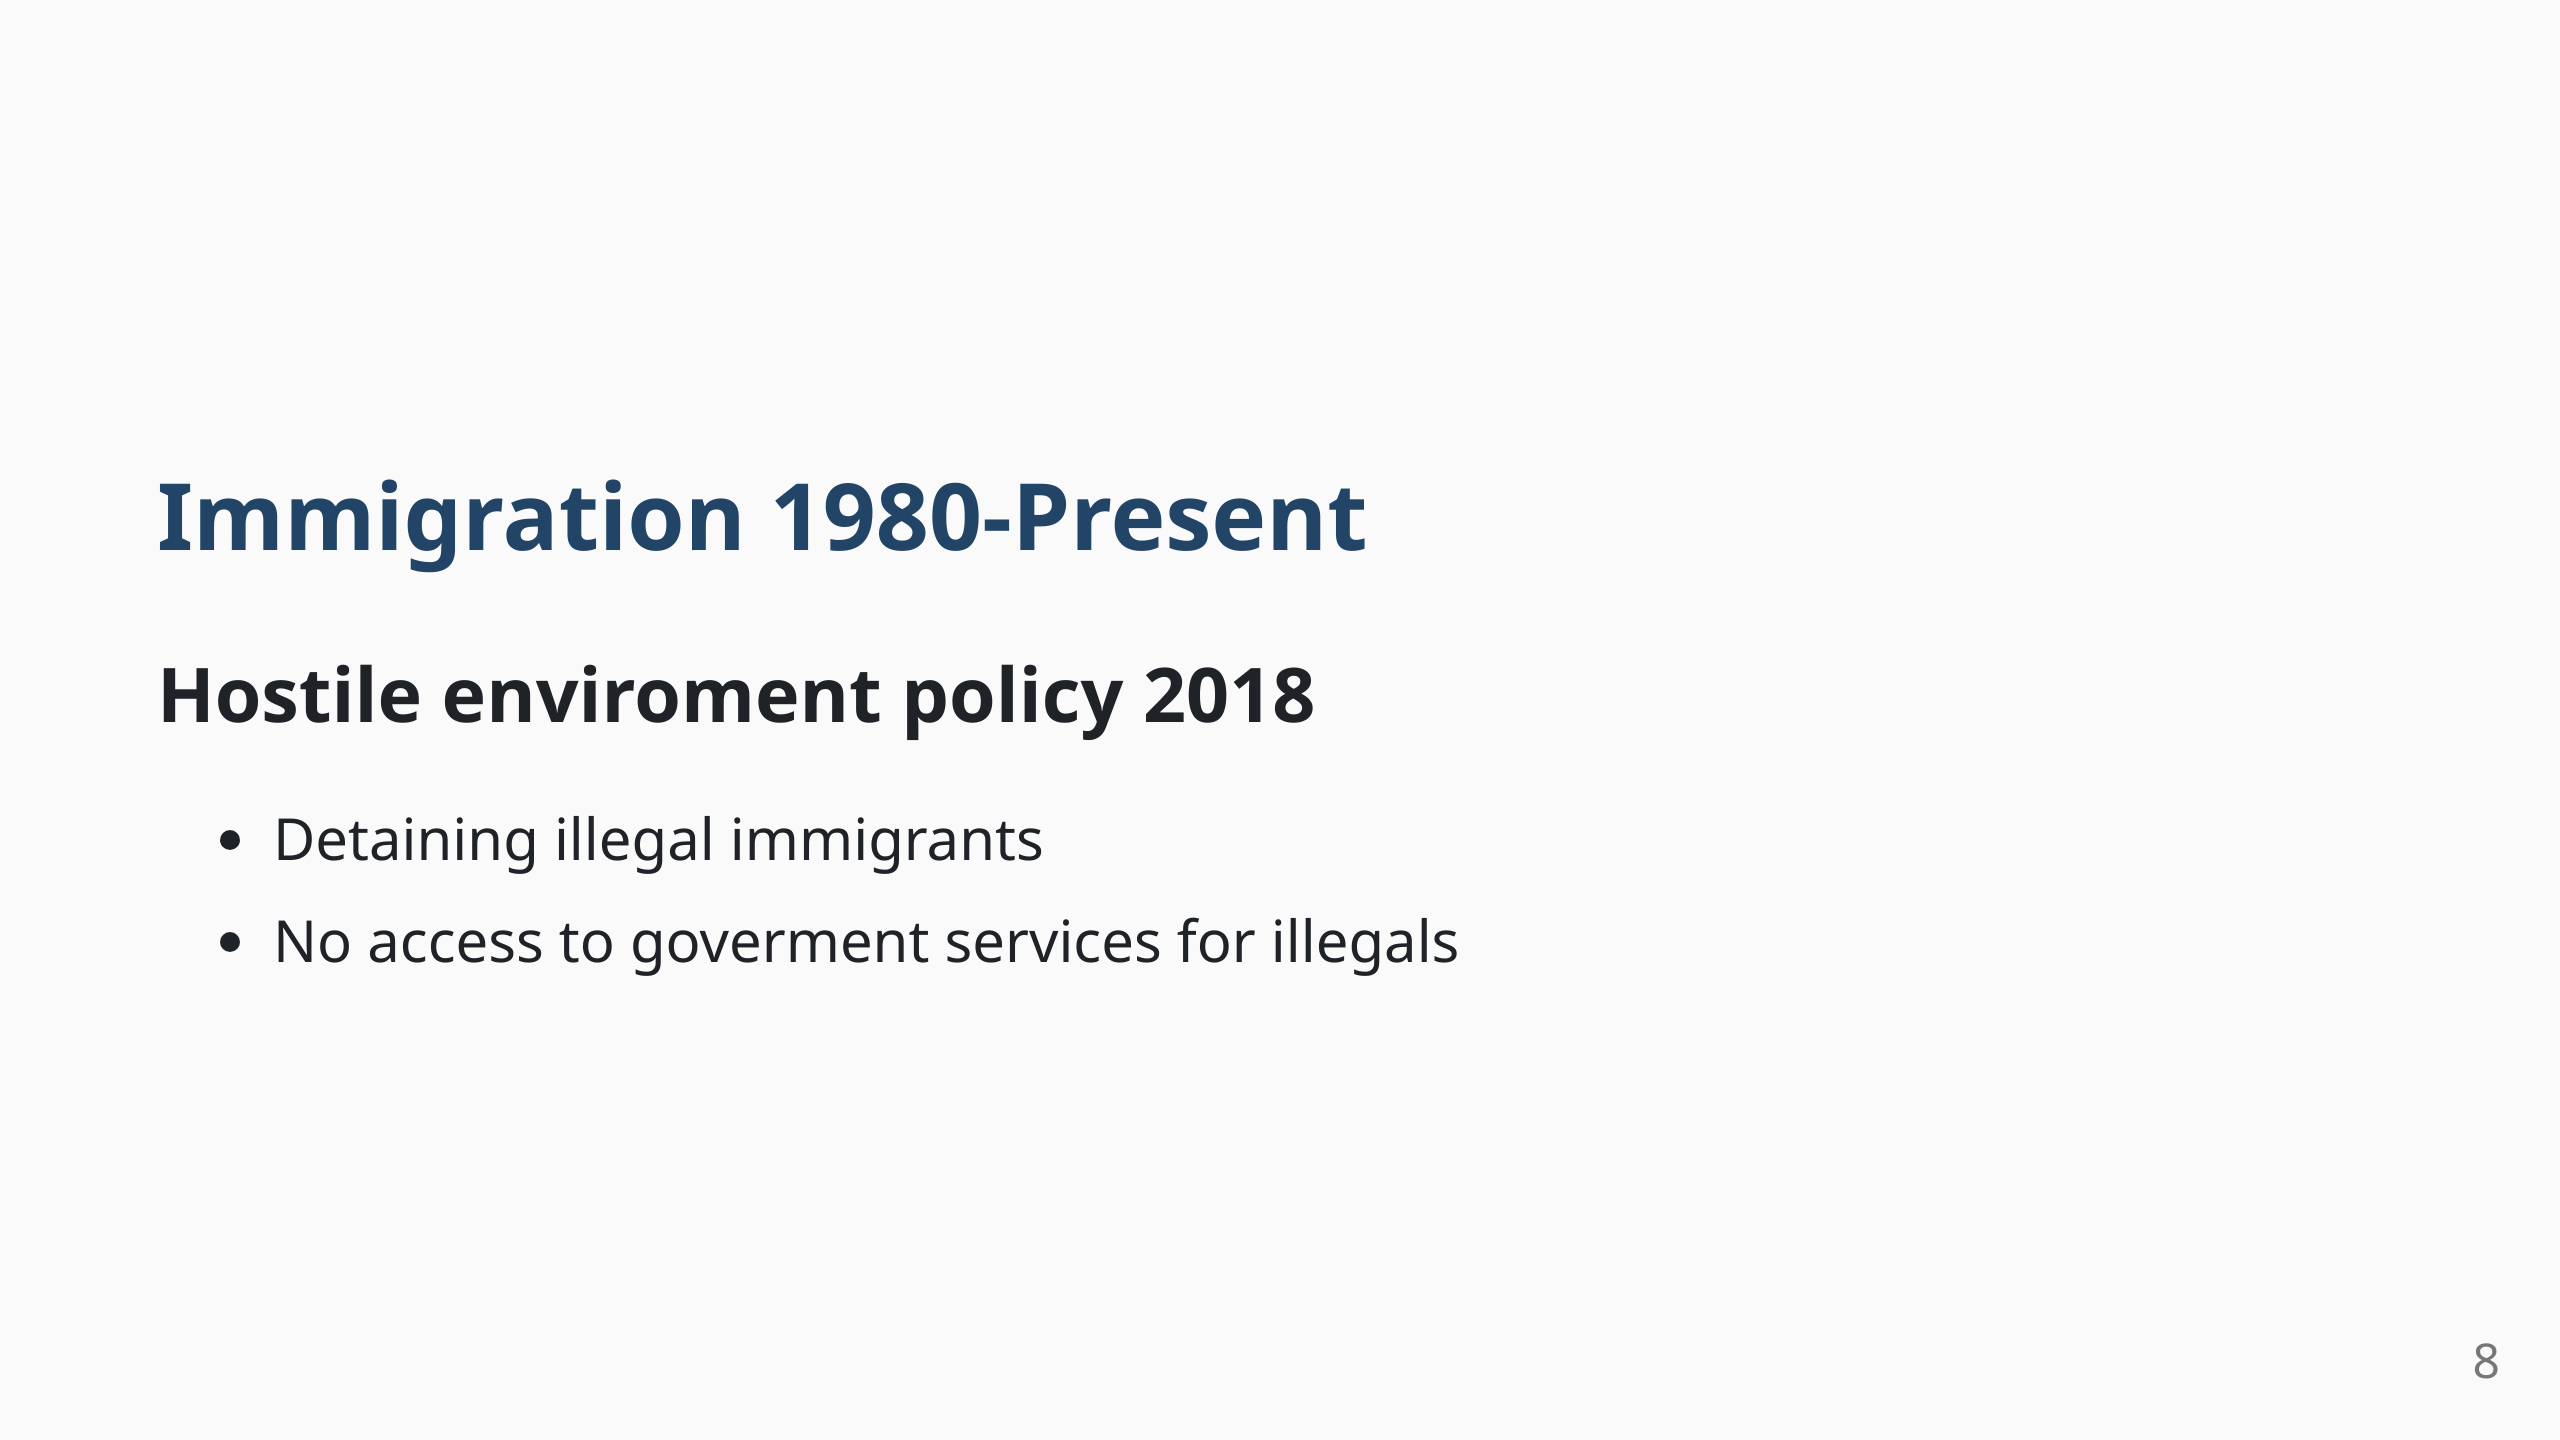 Immigration 1980-Present
Hostile enviroment policy 2018
• Detaining illegal immigrants
• No access to goverment services for illegals
8